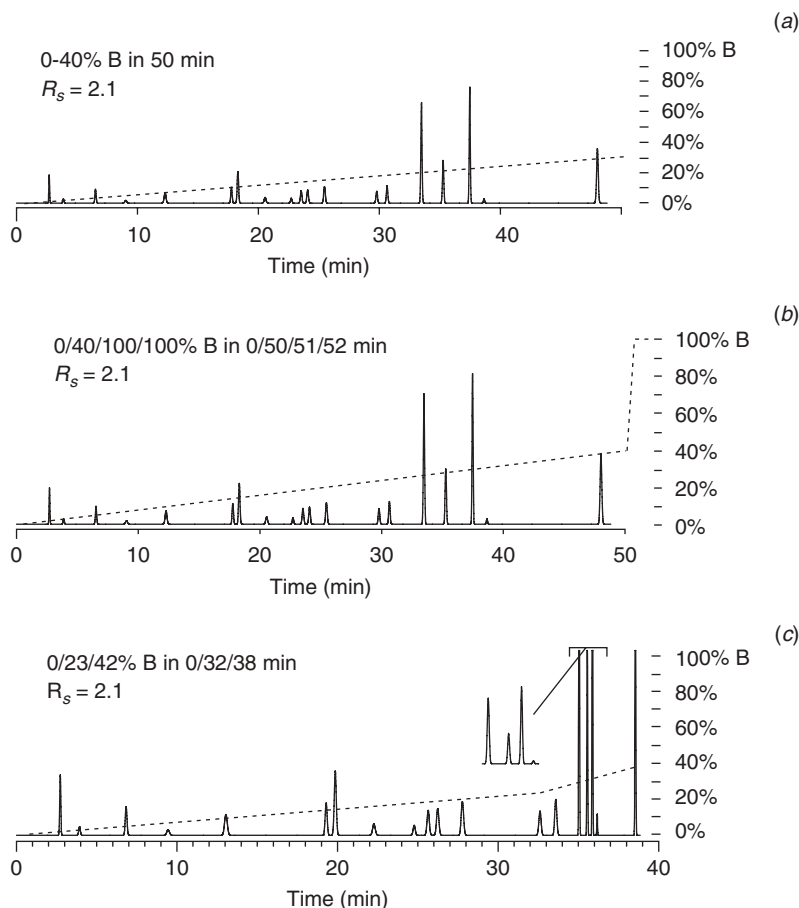 (a)
0-40% B in 50 min
Rs = 2.1
100% B
80%
60%
40%
20%
0%
0 10 20 30 40
Time (min)
(b)
0/40/100/100% B in 0/50/51/52 min
Rs = 2.1
100% B
80%
60%
40%
20%
0%
0 10 20 30 40 50
Time (min)
(c)
0/23/42% B in 0/32/38 min
Rs = 2.1
100% B
80%
60%
40%
20%
0%
0 10 20 30 40
Time (min)